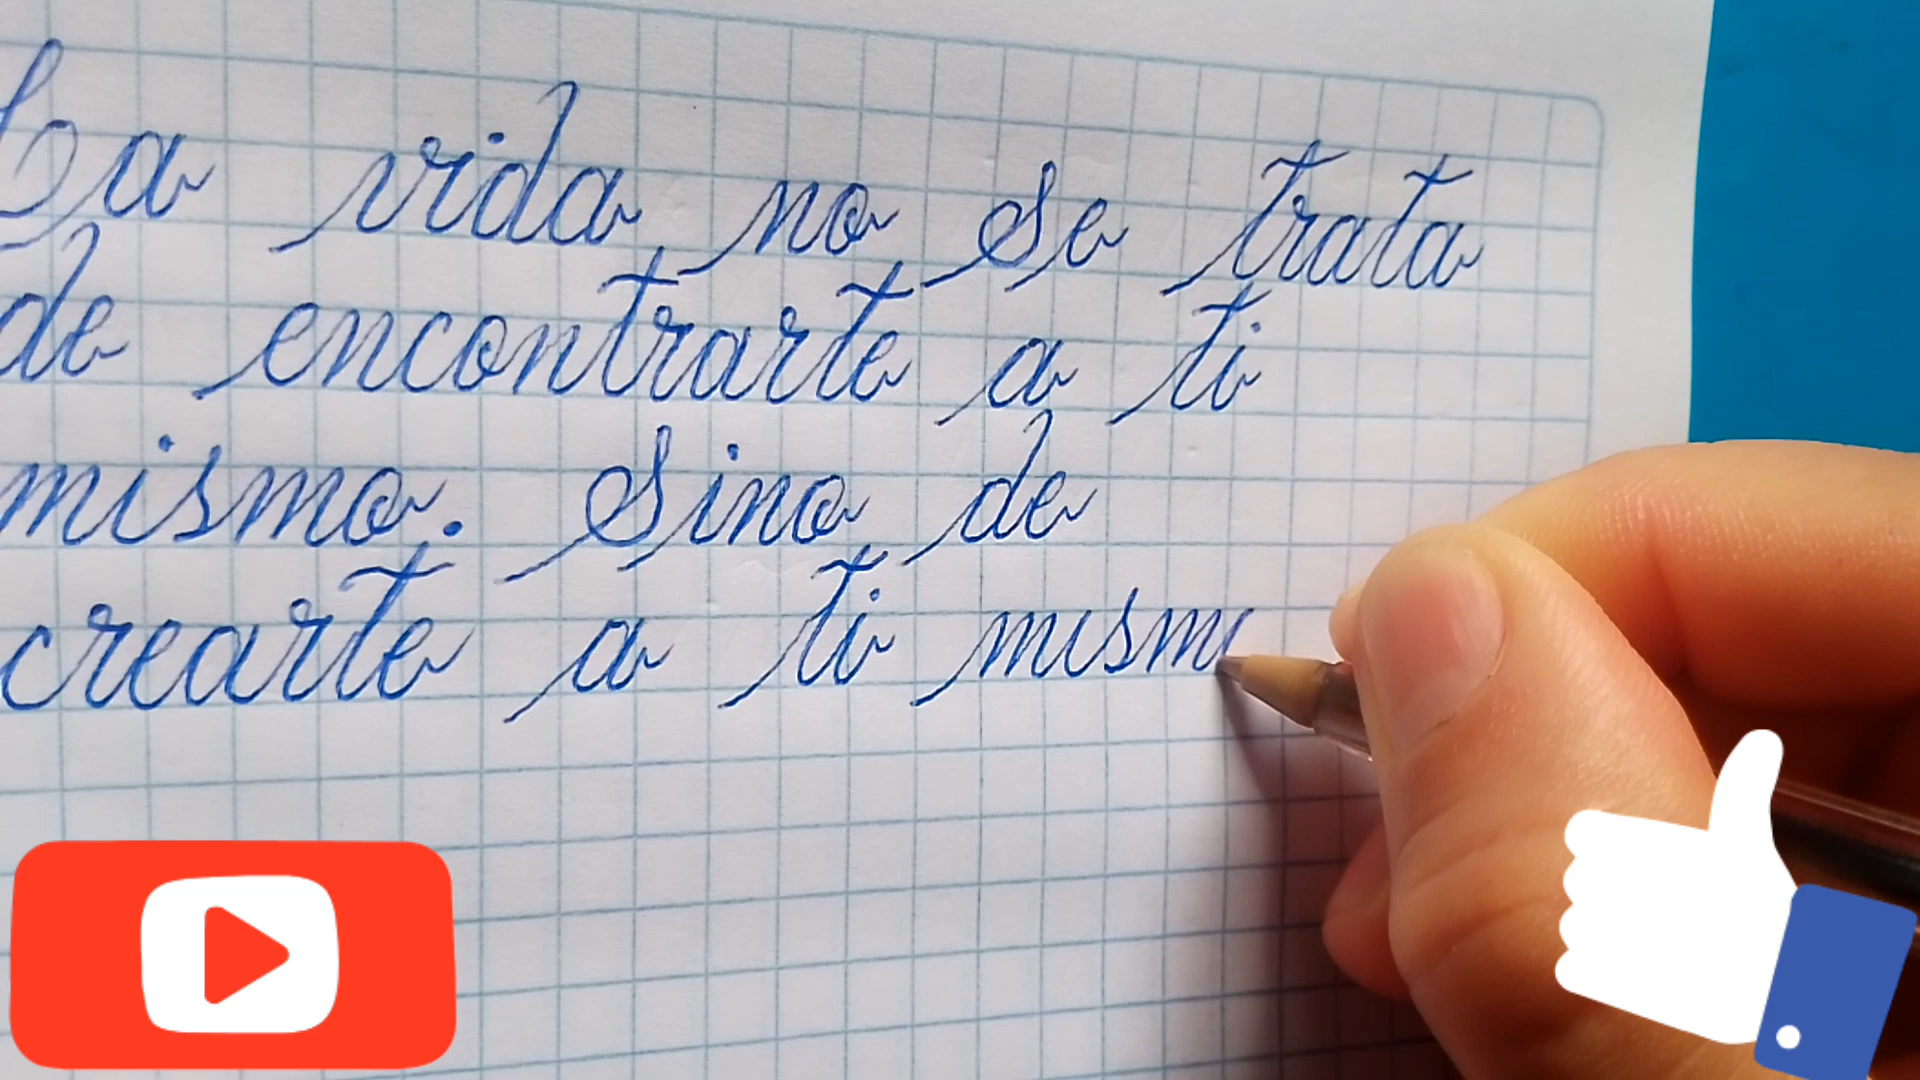 La vida no se trata
de encontrarte a ti
mismo. Sino de
crearte a ti mism